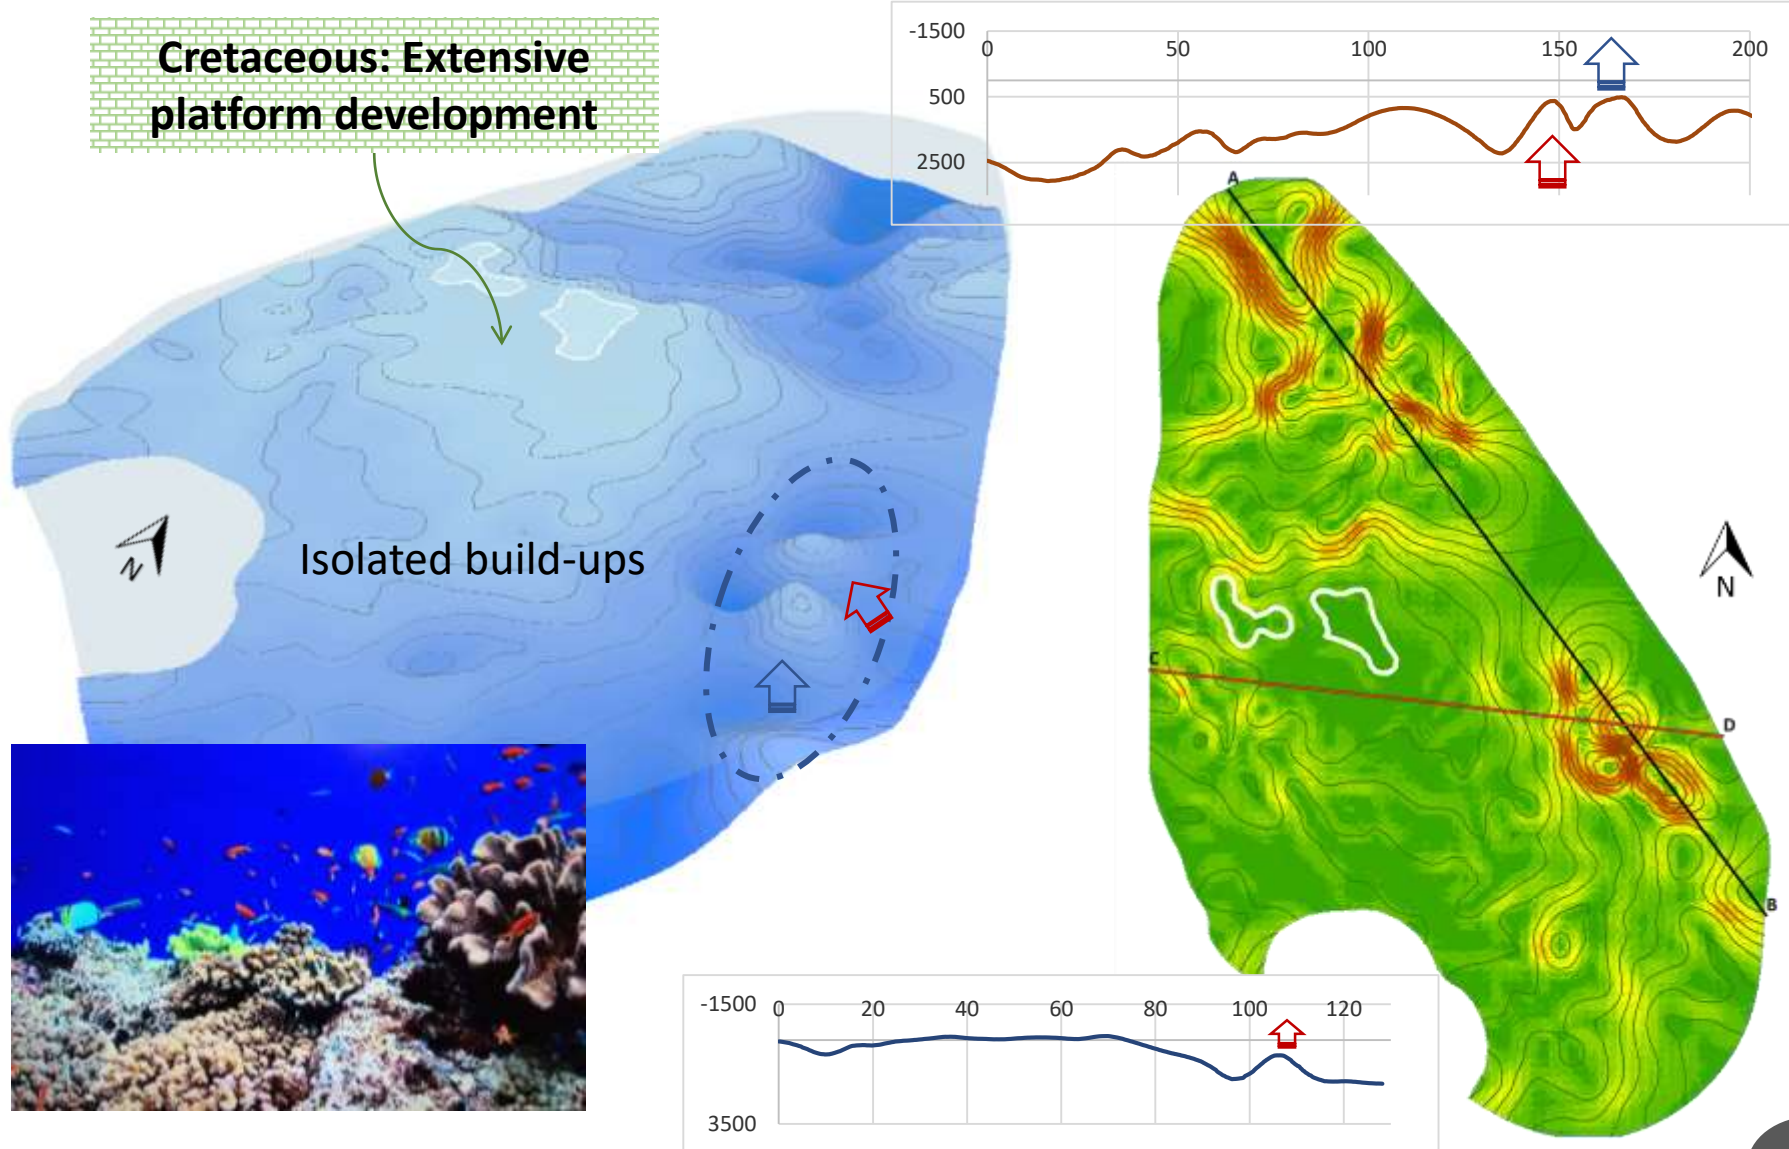 Cretaceous: Extensive
platform development
-1500
0
50
100
150
200
500
2500
A
Isolated build-ups
N
N
C
D
B
-1500
0
20
40
60
80
100
120
3500